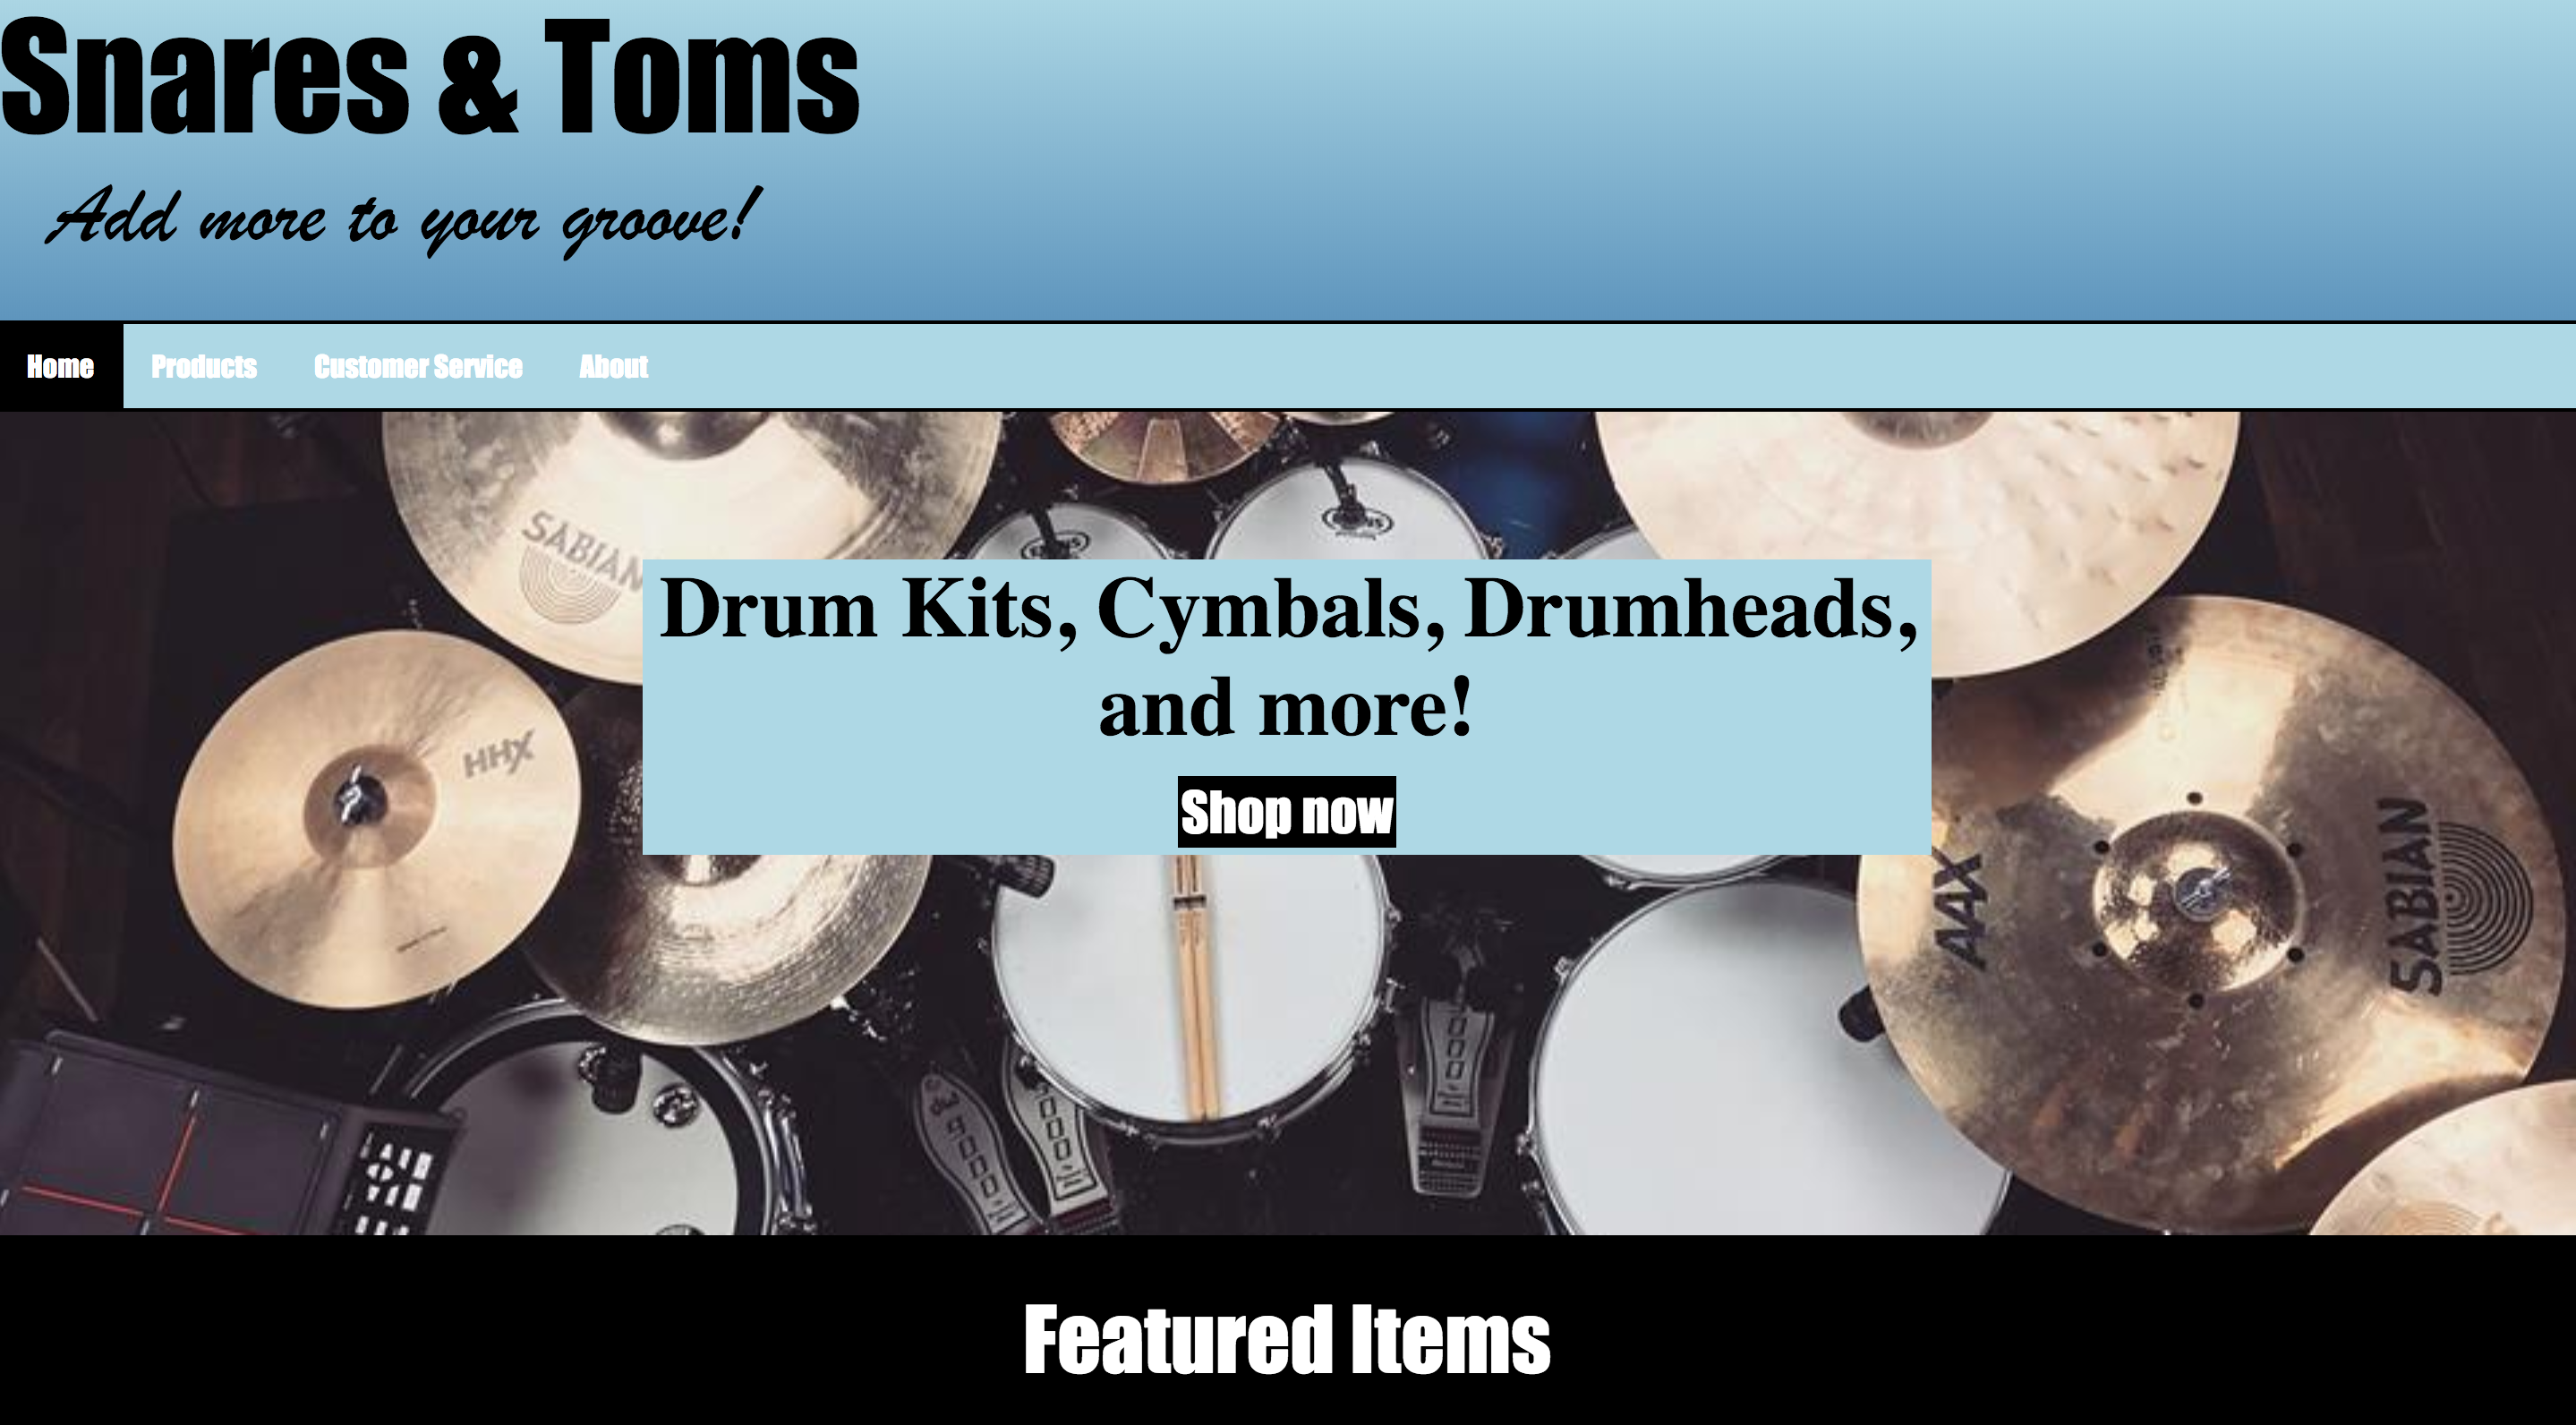 Snares & Toms
Add more to your groove!
Home Products Customer Service About
SABIAN
Drum Kits, Cymbals, Drumheads,
and more!
HHX
Shop now
AAX
SABIAN
Featured Items